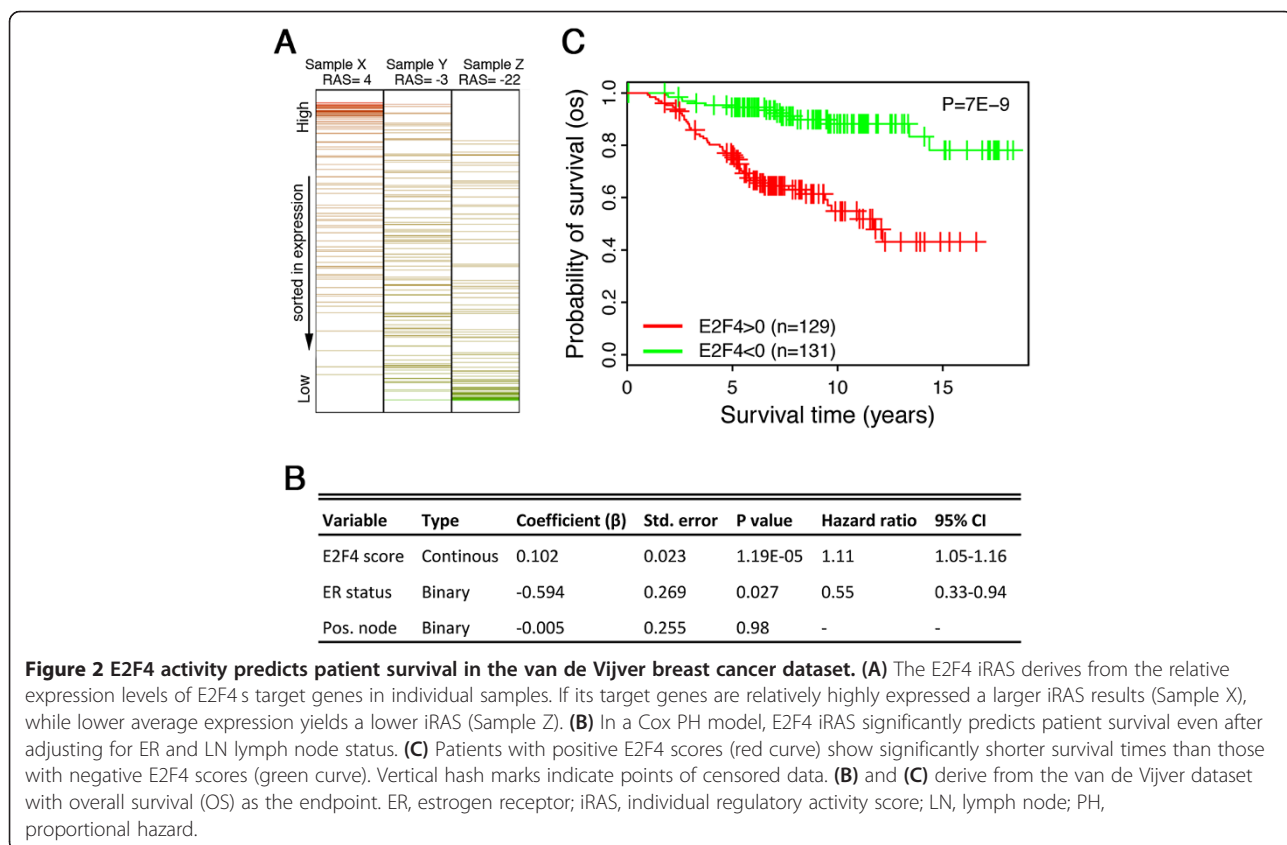 A
Sample X Sample Y Sample Z
RAS= 4 RAS= -3 RAS= -22
High
sorted in expression
Low
C
Probability of survival (os)
1.0
0.8
0.6
0.4
0.2
0.0
P=7E-9
E2F4>0 (n=129)
E2F4<0 (n=131)
0 5 10 15
Survival time (years)
B
Variable Type Coefficient (β) Std. error P value Hazard ratio 95% CI
E2F4 score Continous 0.102 0.023 1.19E-05 1.11 1.05-1.16
ER status Binary -0.594 0.269 0.027 0.55 0.33-0.94
Pos. node Binary -0.005 0.255 0.98 - -
Figure 2 E2F4 activity predicts patient survival in the van de Vijver breast cancer dataset. (A) The E2F4 iRAS derives from the relative
expression levels of E2F4 s target genes in individual samples. If its target genes are relatively highly expressed a larger iRAS results (Sample X),
while lower average expression yields a lower iRAS (Sample Z). (B) In a Cox PH model, E2F4 iRAS significantly predicts patient survival even after
adjusting for ER and LN lymph node status. (C) Patients with positive E2F4 scores (red curve) show significantly shorter survival times than those
with negative E2F4 scores (green curve). Vertical hash marks indicate points of censored data. (B) and (C) derive from the van de Vijver dataset
with overall survival (OS) as the endpoint. ER, estrogen receptor; iRAS, individual regulatory activity score; LN, lymph node; PH,
proportional hazard.